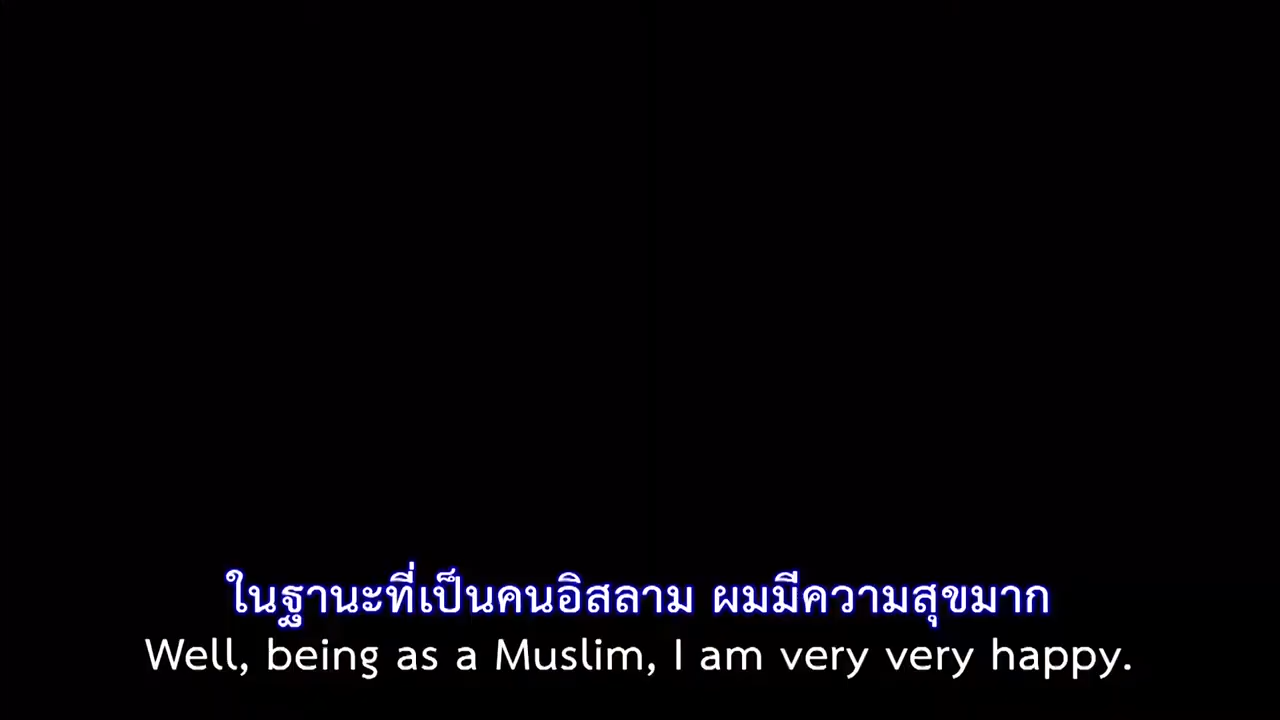 ในฐานะที่เป็นคนอิสลาม ผมมีความสุขมาก
Well, being as a Muslim, I am very very happy.